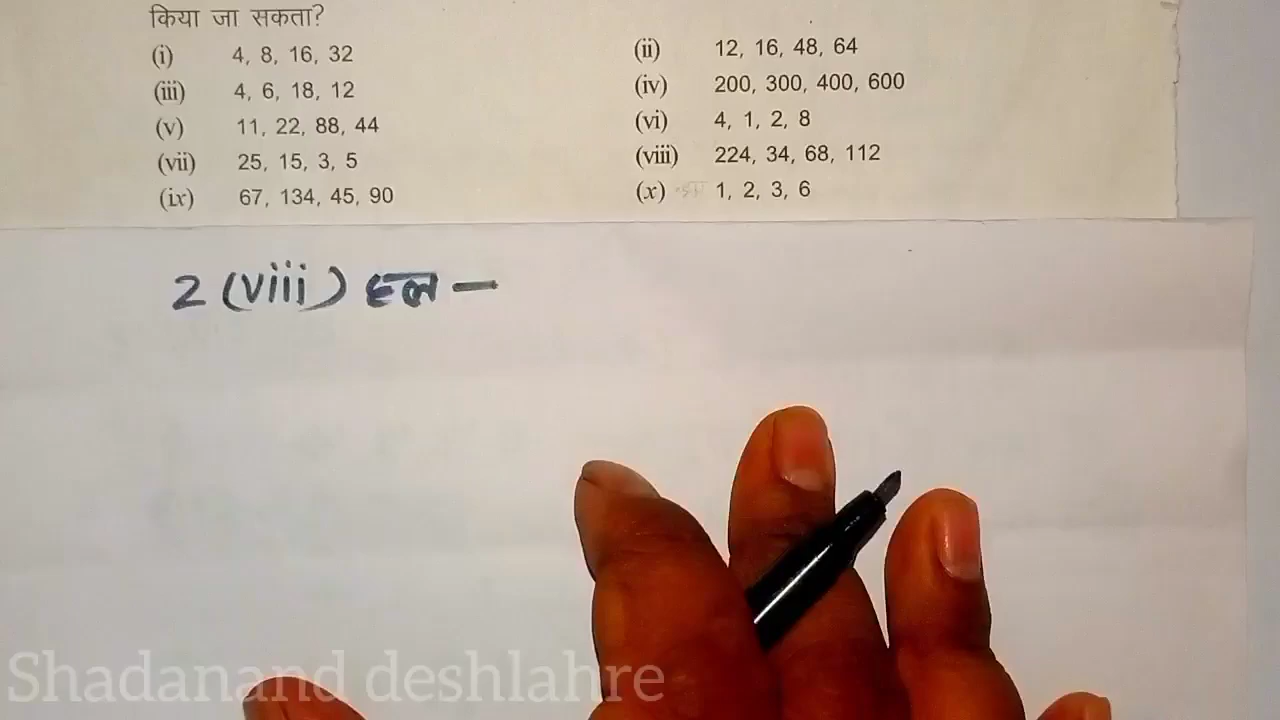 किया जा सकता?
(i) 4, 8, 16, 32 (ii) 12, 16, 48, 64
(iii) 4, 6, 18, 12 (iv) 200, 300, 400, 600
(v) 11, 22, 88, 44 (vi) 4, 1, 2, 8
(vii) 25, 15, 3, 5 (viii) 224, 34, 68, 112
(ix) 67, 134, 45, 90 (x) 1, 2, 3, 6
2 (viii) हल —
Shadanand deshlahre